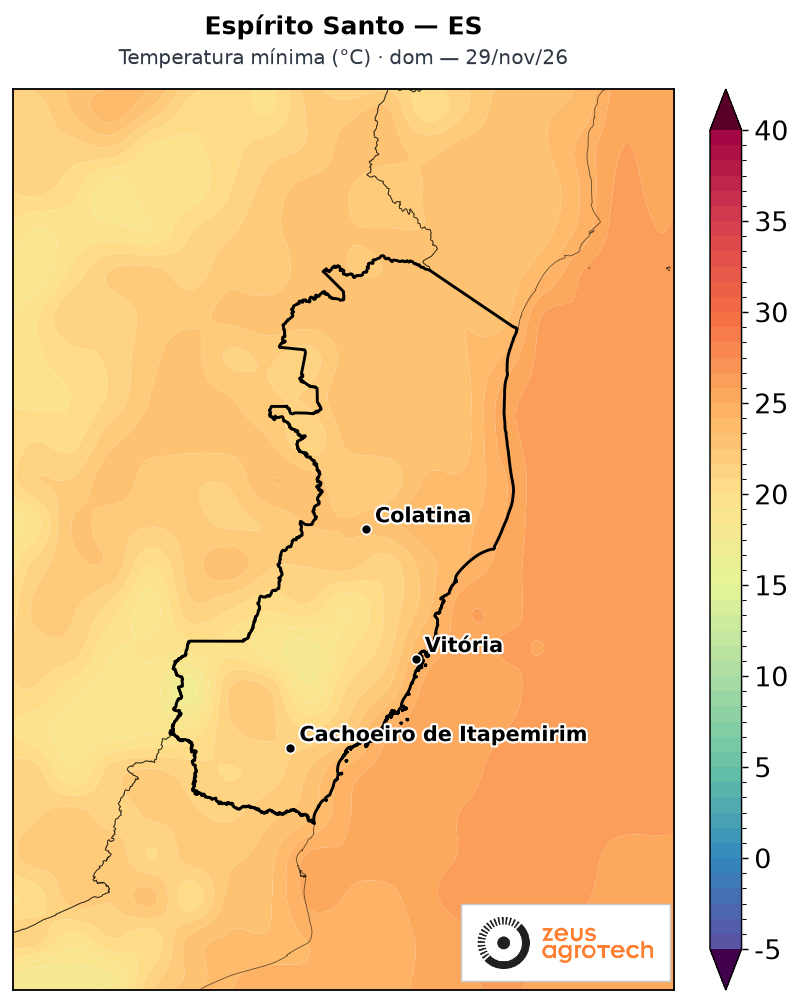 Espírito Santo — ES
Temperatura mínima (°C) · dom — 29/nov/26
40
35
30
25
20
15
10
5
0
-5
Colatina
Vitória
Cachoeiro de Itapemirim
zeus
agrotech